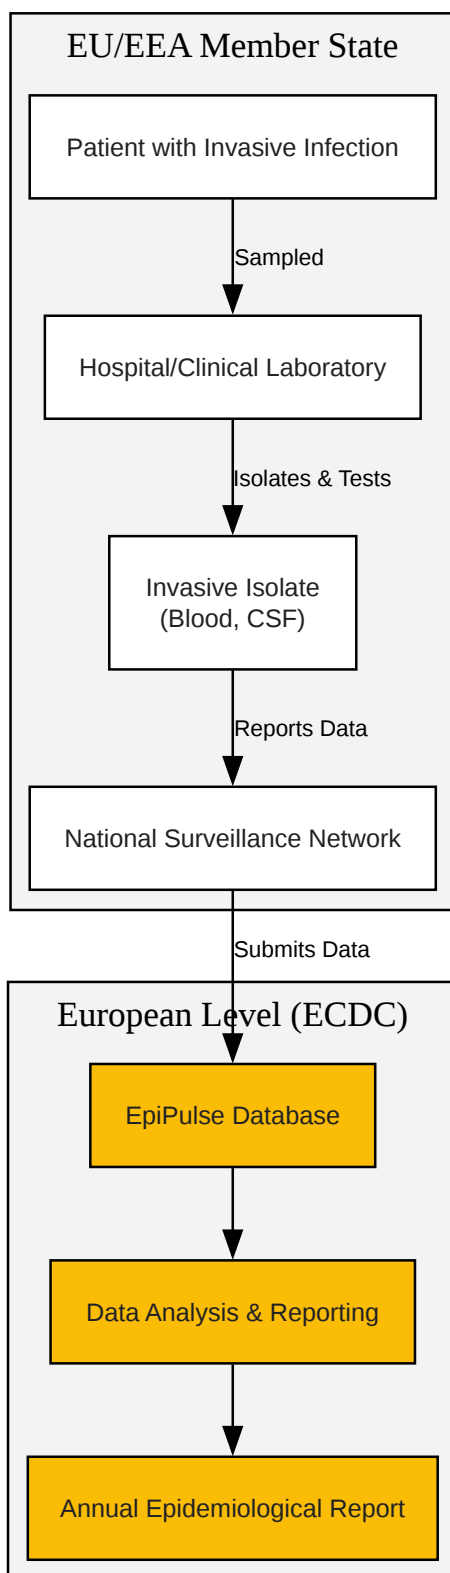 EU/EEA Member State
Patient with Invasive Infection
Sampled
Hospital/Clinical Laboratory
Isolates & Tests
Invasive Isolate
(Blood, CSF)
Reports Data
National Surveillance Network
Submits Data
European Level (ECDC)
EpiPulse Database
Data Analysis & Reporting
Annual Epidemiological Report